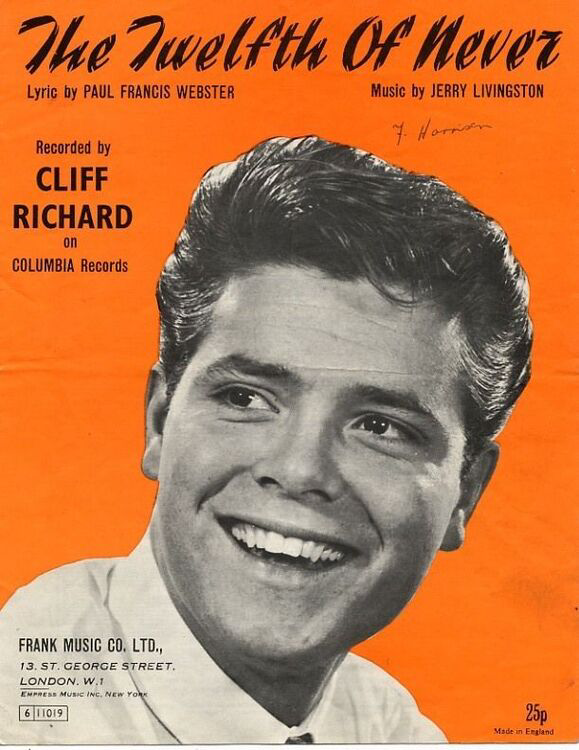 The Twelfth Of Never
Lyric by PAUL FRANCIS WEBSTER
Music by JERRY LIVINGSTON
F. Harrison
Recorded by
CLIFF
RICHARD
on
COLUMBIA Records
FRANK MUSIC CO. LTD.,
13. ST. GEORGE STREET.
LONDON. W.1
EMPRESS MUSIC INC, NEW YORK
6 11019
25p
Made in England